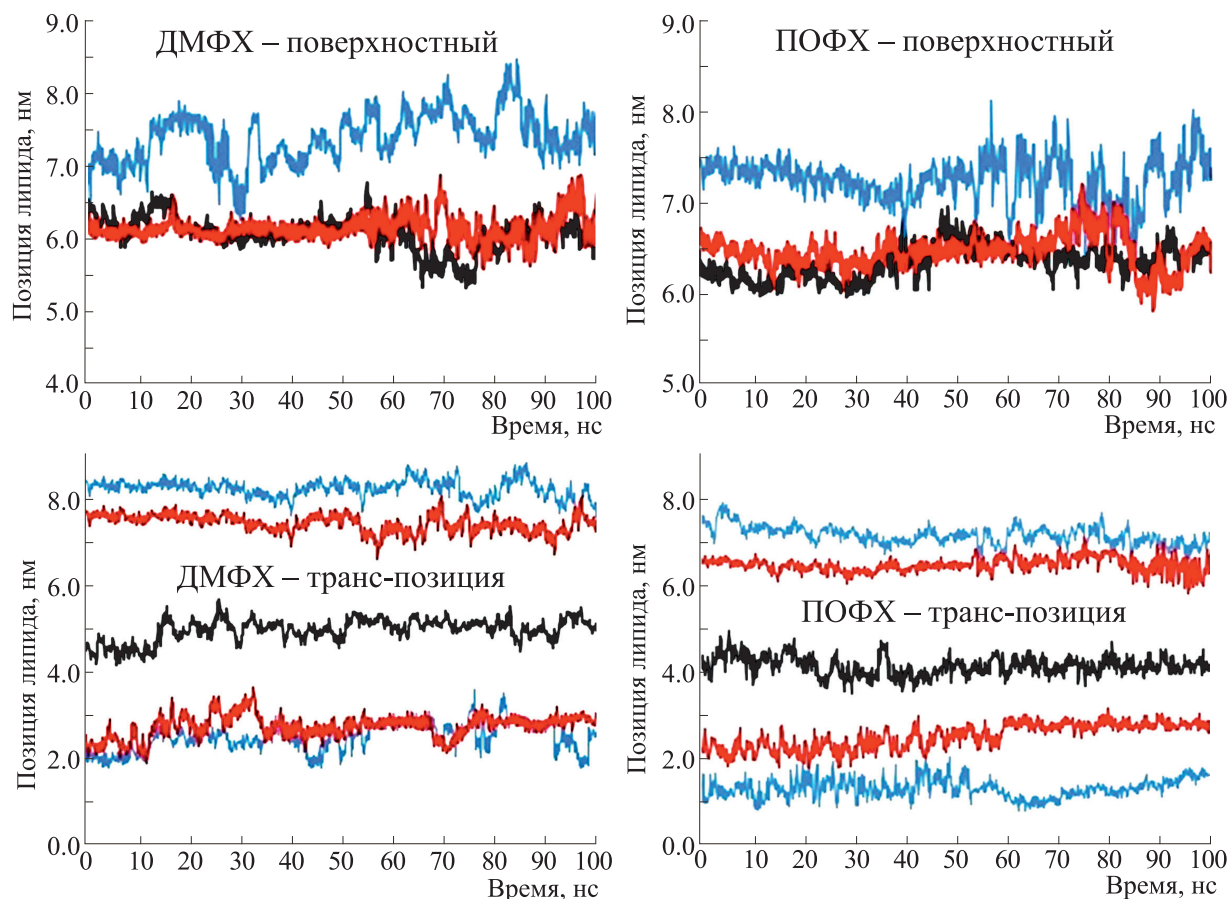 ДМФХ – поверхностный
Позиция липида, нм
9.0
8.0
7.0
6.0
5.0
4.0
0 10 20 30 40 50 60 70 80 90 100
Время, нс
ПОФХ – поверхностный
Позиция липида, нм
9.0
8.0
7.0
6.0
5.0
0 10 20 30 40 50 60 70 80 90 100
Время, нс
ДМФХ – транс-позиция
Позиция липида, нм
8.0
6.0
4.0
2.0
0.0
0 10 20 30 40 50 60 70 80 90 100
Время, нс
ПОФХ – транс-позиция
Позиция липида, нм
8.0
6.0
4.0
2.0
0.0
0 10 20 30 40 50 60 70 80 90 100
Время, нс